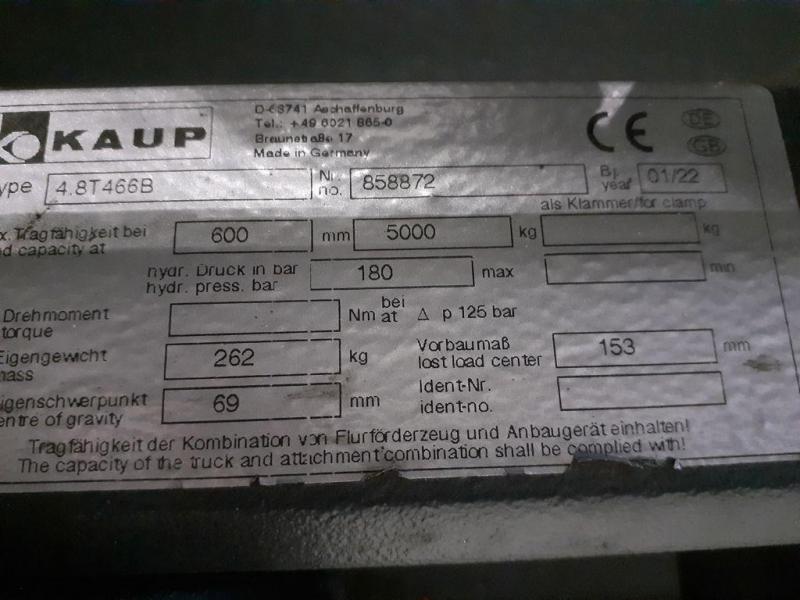 KAUP
D-63741 Aschaffenburg
Tel.: +49 6021 865-0
Braunstraße 17
Made in Germany
CE
DE
GB
ype 4.8T466B
Nr. no. 858872
Bj. year 01/22
als Klammer/for clamp
x. Tragfähigkeit bei
d capacity at
600 mm 5000 kg kg
hydr. Druck in bar
hydr. press. bar
180 max min
Drehmoment
torque
Nm bei at Δ p 125 bar
Eigengewicht
mass
262 kg
Vorbaumaß
lost load center
153 mm
igenschwerpunkt
entre of gravity
69 mm
Ident-Nr.
ident-no.
Tragfähigkeit der Kombination von Flurförderzeug und Anbaugerät einhalten!
The capacity of the truck and attachment combination shall be complied with!